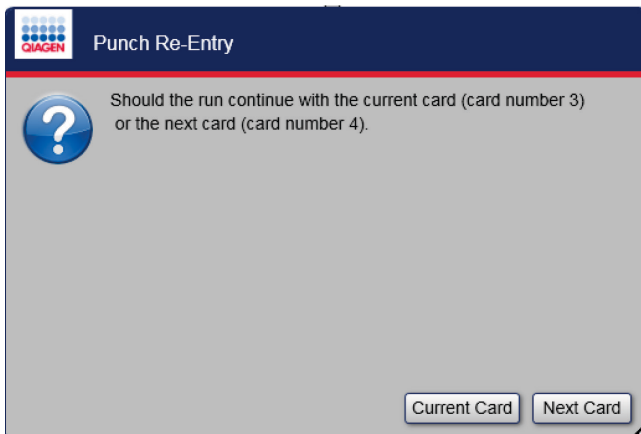 QIAGEN
Punch Re-Entry
Should the run continue with the current card (card number 3)
or the next card (card number 4).
Current Card
Next Card